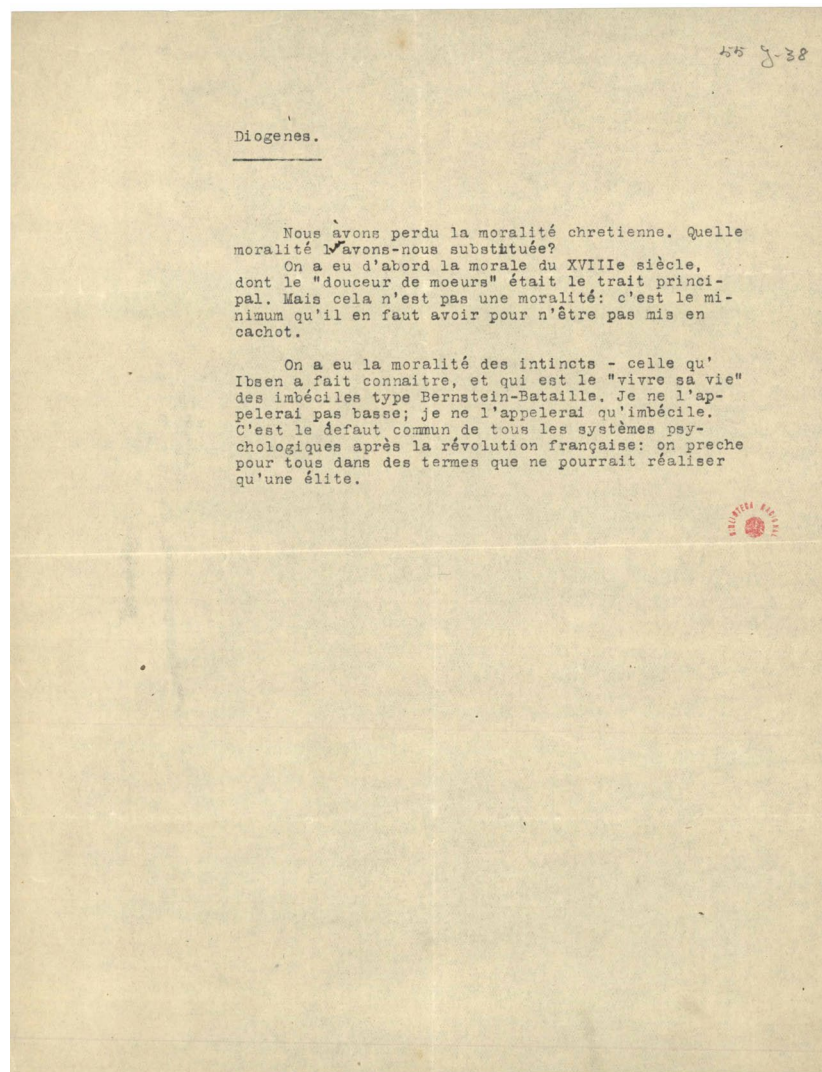 55 J-38
Diogenes.
Nous avons perdu la moralité chretienne. Quelle
moralité l'avons-nous substituée?
On a eu d'abord la morale du XVIIIe siècle,
dont le "douceur de moeurs" était le trait princi-
pal. Mais cela n'est pas une moralité: c'est le mi-
nimum qu'il en faut avoir pour n'être pas mis en
cachot.
On a eu la moralité des intincts - celle qu'
Ibsen a fait connaitre, et qui est le "vivre sa vie"
des imbéciles type Bernstein-Bataille. Je ne l'ap-
pelerai pas basse; je ne l'appelerai qu'imbécile.
C'est le defaut commun de tous les systèmes psy-
chologiques après la révolution française: on preche
pour tous dans des termes que ne pourrait réaliser
qu'une élite.
BIBLIOTECA NACIONAL